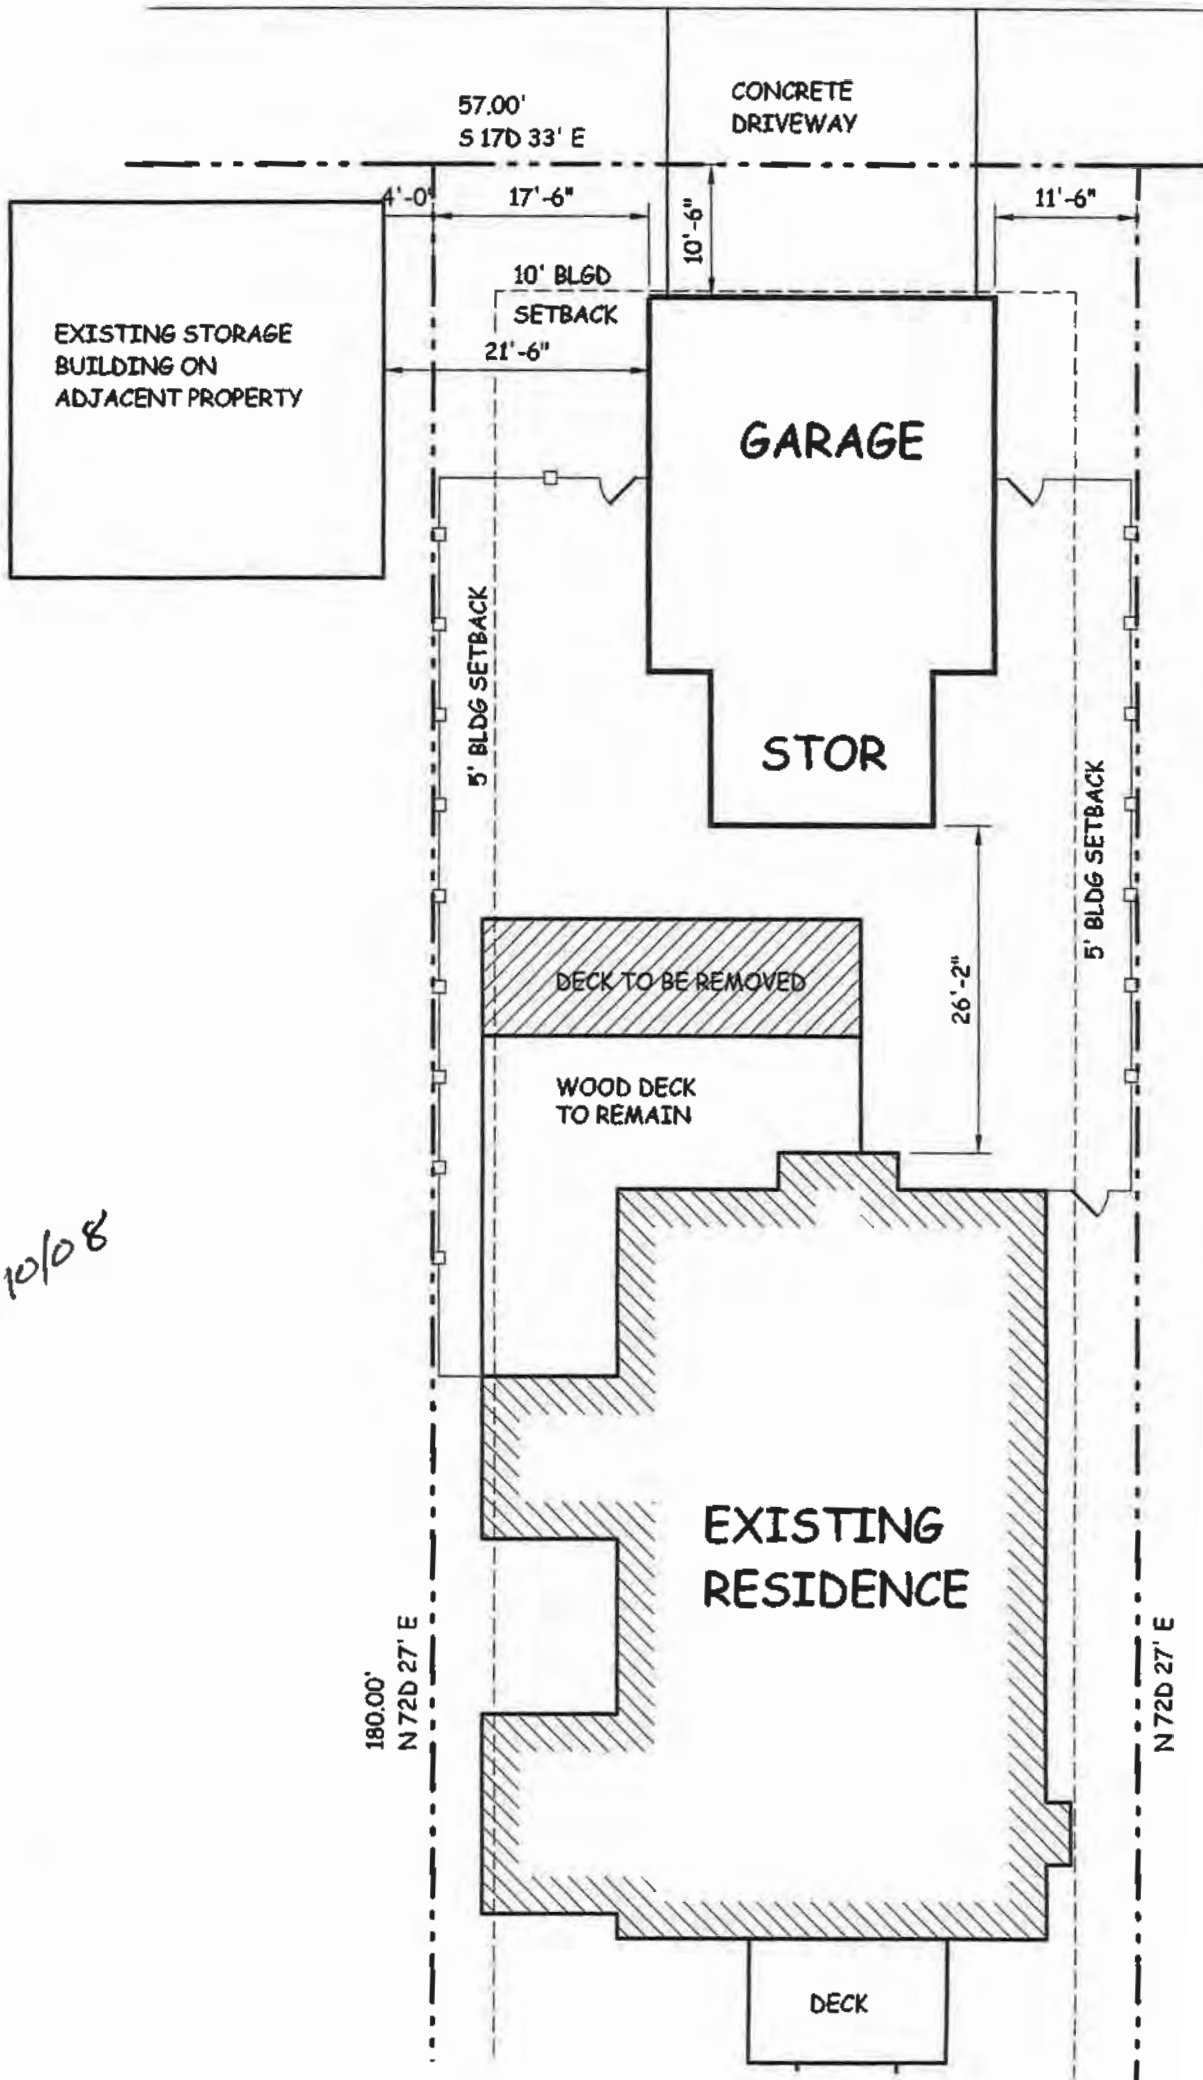 57.00'
S 17D 33' E
CONCRETE
DRIVEWAY
4'-0"
17'-6"
10'-6"
11'-6"
10' BLGD
SETBACK
21'-6"
EXISTING STORAGE
BUILDING ON
ADJACENT PROPERTY
GARAGE
5' BLDG SETBACK
STOR
5' BLDG SETBACK
DECK TO BE REMOVED
26'-2"
WOOD DECK
TO REMAIN
10/08
EXISTING
RESIDENCE
180.00'
N 72D 27' E
N 72D 27' E
DECK